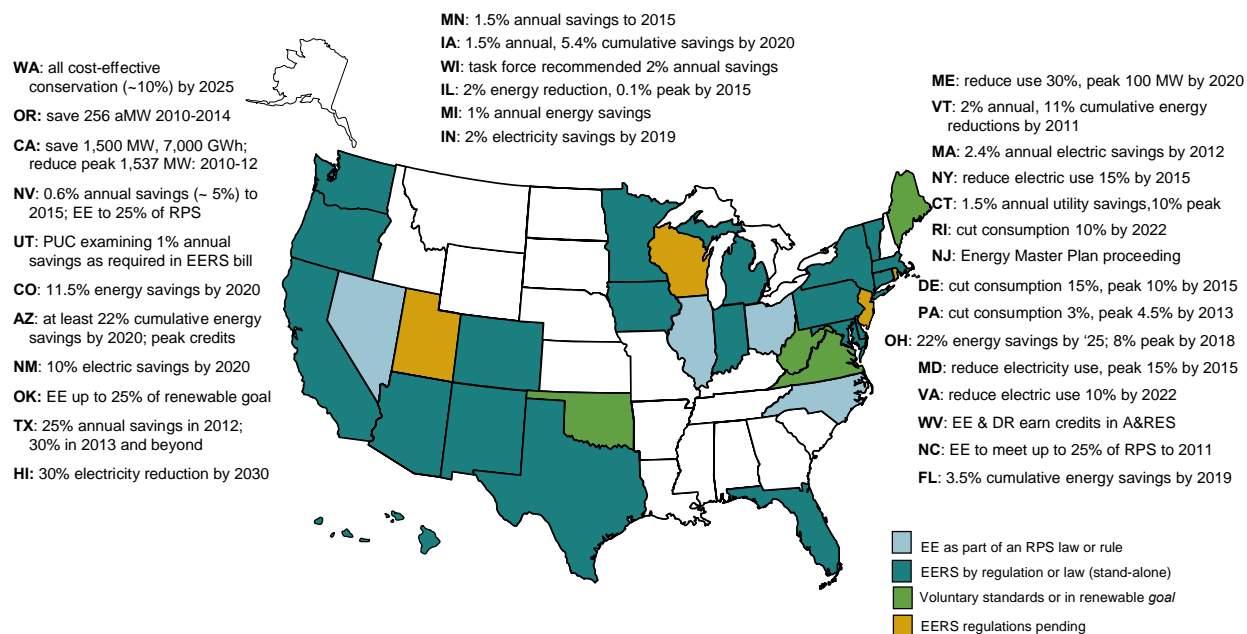 MN: 1.5% annual savings to 2015
IA: 1.5% annual, 5.4% cumulative savings by 2020
WI: task force recommended 2% annual savings
IL: 2% energy reduction, 0.1% peak by 2015
MI: 1% annual energy savings
IN: 2% electricity savings by 2019
WA: all cost-effective
conservation (~10%) by 2025
OR: save 256 aMW 2010-2014
CA: save 1,500 MW, 7,000 GWh;
reduce peak 1,537 MW: 2010-12
NV: 0.6% annual savings (~ 5%) to
2015; EE to 25% of RPS
UT: PUC examining 1% annual
savings as required in EERS bill
CO: 11.5% energy savings by 2020
AZ: at least 22% cumulative energy
savings by 2020; peak credits
NM: 10% electric savings by 2020
OK: EE up to 25% of renewable goal
TX: 25% annual savings in 2012;
30% in 2013 and beyond
HI: 30% electricity reduction by 2030
ME: reduce use 30%, peak 100 MW by 2020
VT: 2% annual, 11% cumulative energy
reductions by 2011
MA: 2.4% annual electric savings by 2012
NY: reduce electric use 15% by 2015
CT: 1.5% annual utility savings,10% peak
RI: cut consumption 10% by 2022
NJ: Energy Master Plan proceeding
DE: cut consumption 15%, peak 10% by 2015
PA: cut consumption 3%, peak 4.5% by 2013
OH: 22% energy savings by '25; 8% peak by 2018
MD: reduce electricity use, peak 15% by 2015
VA: reduce electric use 10% by 2022
WV: EE & DR earn credits in A&RES
NC: EE to meet up to 25% of RPS to 2011
FL: 3.5% cumulative energy savings by 2019
EE as part of an RPS law or rule
EERS by regulation or law (stand-alone)
Voluntary standards or in renewable goal
EERS regulations pending